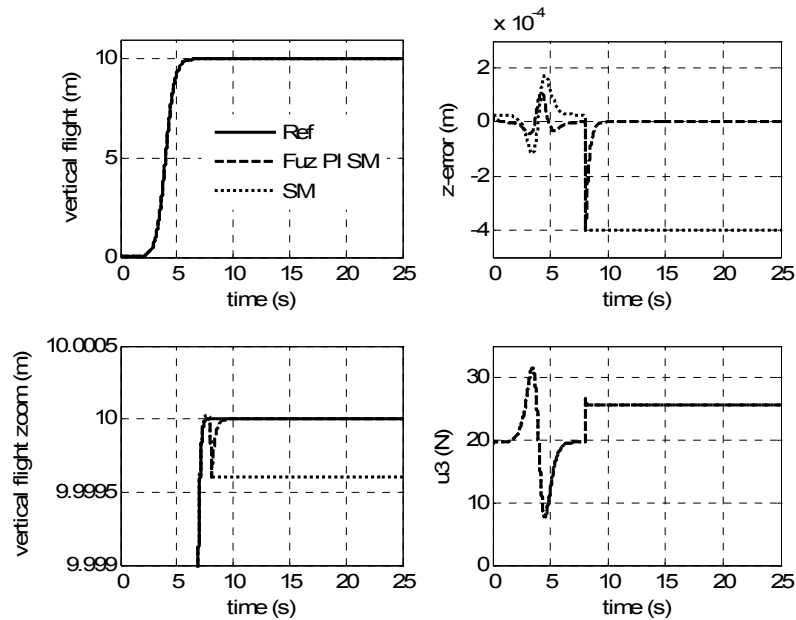 10
5
0
vertical flight (m)
Ref
Fuz PI SM
SM
0 5 10 15 20 25
time (s)
x 10⁻⁴
2
0
-2
-4
z-error (m)
0 5 10 15 20 25
time (s)
10.0005
10
9.9995
9.999
vertical flight zoom (m)
0 5 10 15 20 25
time (s)
30
20
10
0
u3 (N)
0 5 10 15 20 25
time (s)